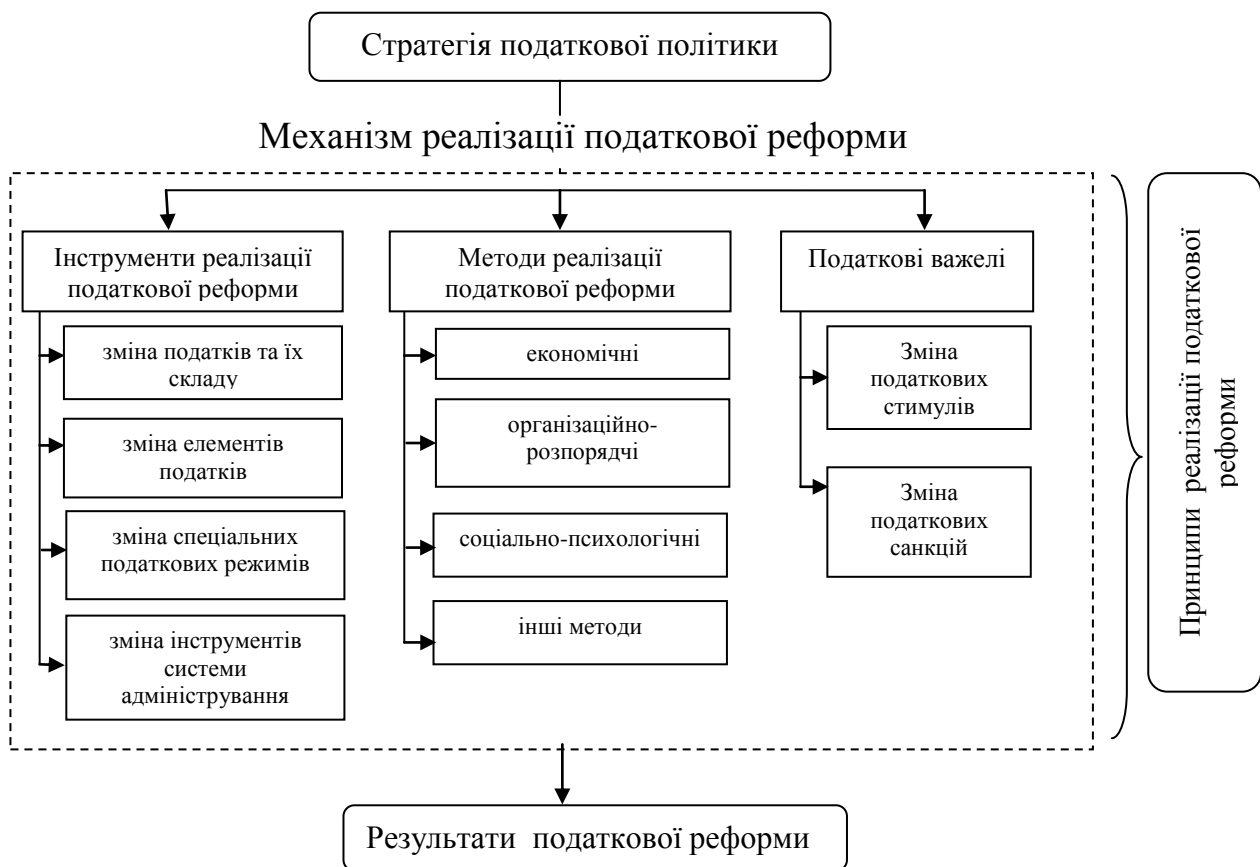 Стратегія податкової політики
Механізм реалізації податкової реформи
Інструменти реалізації
податкової реформи
зміна податків та їх
складу
зміна елементів
податків
зміна спеціальних
податкових режимів
зміна інструментів
системи
адміністрування
Методи реалізації
податкової реформи
економічні
організаційно-
розпорядчі
соціально-психологічні
інші методи
Податкові важелі
Зміна
податкових
стимулів
Зміна
податкових
санкцій
Принципи реалізації податкової
реформи
Результати податкової реформи